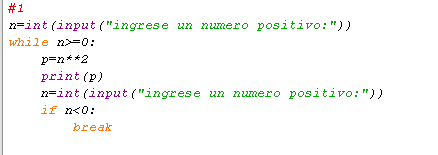 #1
n=int(input("ingrese un numero positivo:"))
while n>=0:
    p=n**2
    print(p)
    n=int(input("ingrese un numero positivo:"))
    if n<0:
        break